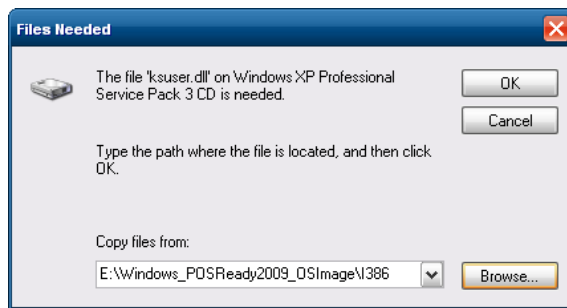 Files Needed
The file 'ksuser.dll' on Windows XP Professional
Service Pack 3 CD is needed.
OK
Cancel
Type the path where the file is located, and then click
OK.
Copy files from:
E:\Windows_POSReady2009_OSImage\I386
Browse...